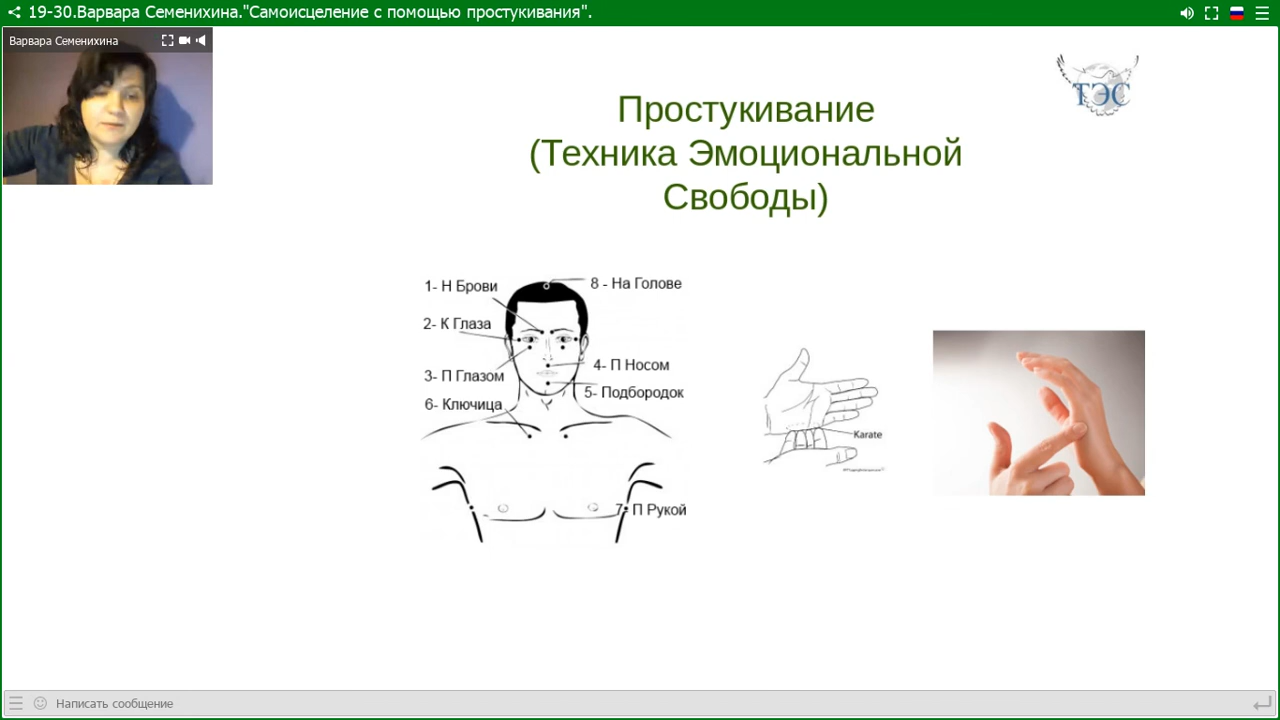 19-30.Варвара Семенихина."Самоисцеление с помощью простукивания".
Варвара Семенихина
ТЭС
Простукивание
(Техника Эмоциональной
Свободы)
1- Н Брови
8 - На Голове
2- К Глаза
4- П Носом
3- П Глазом
5- Подбородок
6- Ключица
7- П Рукой
Karate
Написать сообщение